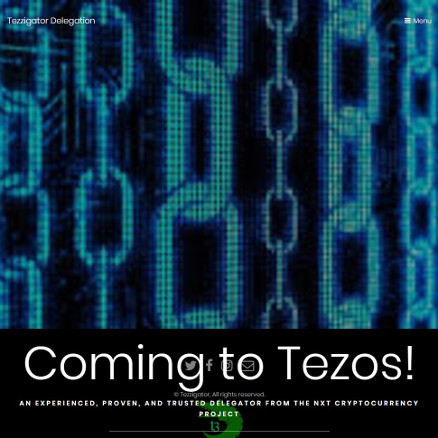 Tezzigator Delegation
Menu
Coming to Tezos!
© Tezzigator. All rights reserved.
AN EXPERIENCED, PROVEN, AND TRUSTED DELEGATOR FROM THE NXT CRYPTOCURRENCY
PROJECT